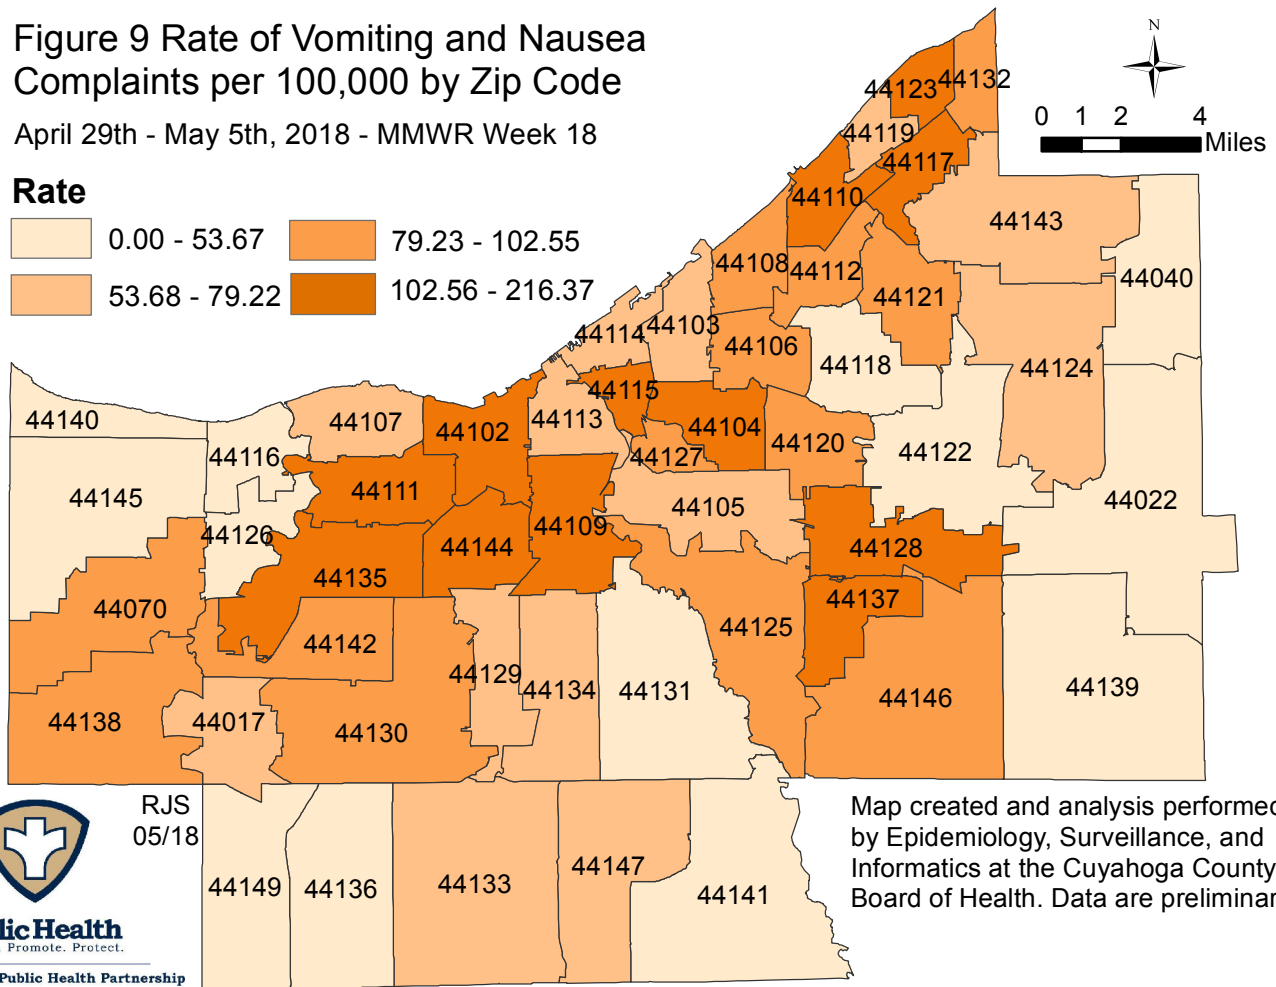 Figure 9 Rate of Vomiting and Nausea
Complaints per 100,000 by Zip Code
April 29th - May 5th, 2018 - MMWR Week 18
Rate
0.00 - 53.67
79.23 - 102.55
53.68 - 79.22
102.56 - 216.37
N
0 1 2 4
Miles
44123
44132
44119
44117
44110
44143
44108
44112
44040
44121
44114
44103
44106
44118
44124
44115
44140
44107
44102
44113
44104
44120
44116
44127
44122
44111
44145
44105
44022
44126
44109
44144
44128
44135
44137
44070
44125
44142
44129
44134
44131
44139
44146
44138
44017
44130
RJS
05/18
44149
44136
44133
44147
44141
Map created and analysis performed
by Epidemiology, Surveillance, and
Informatics at the Cuyahoga County
Board of Health. Data are preliminar
lic Health
Promote. Protect.
Public Health Partnership